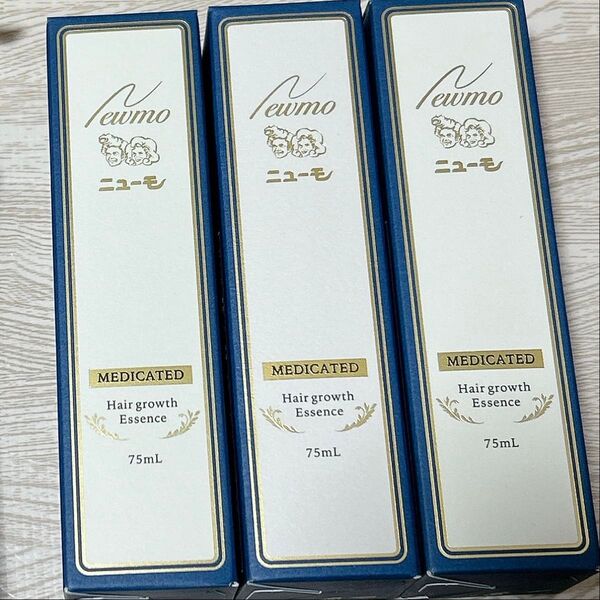 Newmo
ニューモ
MEDICATED
Hair growth
Essence
75mL
Newmo
ニューモ
MEDICATED
Hair growth
Essence
75mL
Newmo
ニューモ
MEDICATED
Hair growth
Essence
75mL